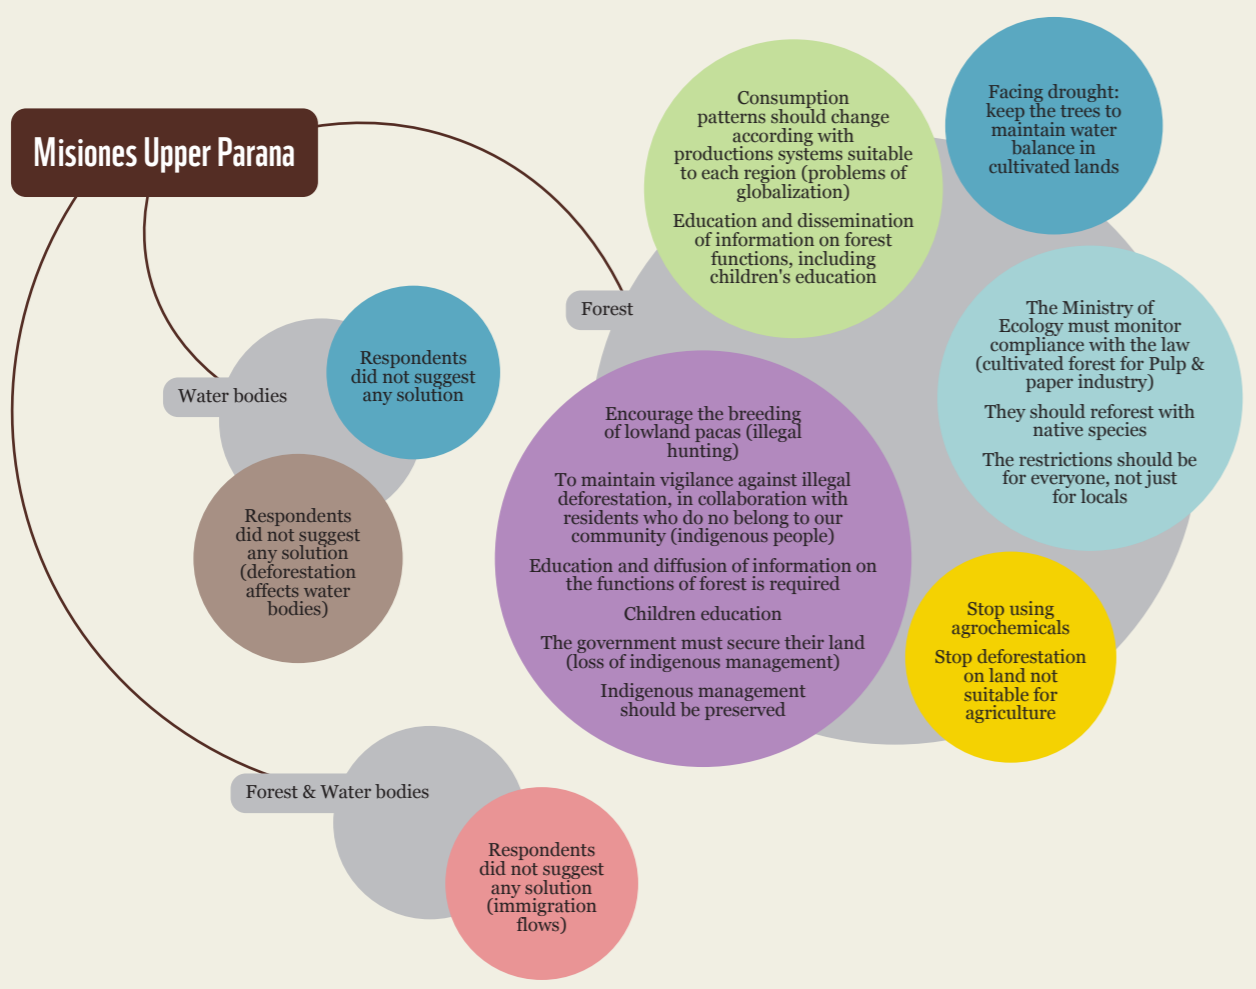 Misiones Upper Parana
Forest
Consumption
patterns should change
according with
productions systems suitable
to each region (problems of
globalization)
Education and dissemination
of information on forest
functions, including
children's education
Facing drought:
keep the trees to
maintain water
balance in
cultivated lands
The Ministry of
Ecology must monitor
compliance with the law
(cultivated forest for Pulp &
paper industry)
They should reforest with
native species
The restrictions should be
for everyone, not just
for locals
Encourage the breeding
of lowland pacas (illegal
hunting)
To maintain vigilance against illegal
deforestation, in collaboration with
residents who do no belong to our
community (indigenous people)
Education and diffusion of information on
the functions of forest is required
Children education
The government must secure their land
(loss of indigenous management)
Indigenous management
should be preserved
Stop using
agrochemicals
Stop deforestation
on land not
suitable for
agriculture
Water bodies
Respondents
did not suggest
any solution
Respondents
did not suggest
any solution
(deforestation
affects water
bodies)
Forest & Water bodies
Respondents
did not suggest
any solution
(immigration
flows)